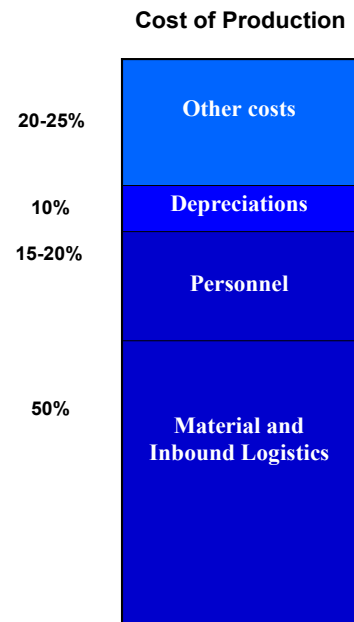 Cost of Production
20-25%
Other costs
10%
Depreciations
15-20%
Personnel
50%
Material and
Inbound Logistics